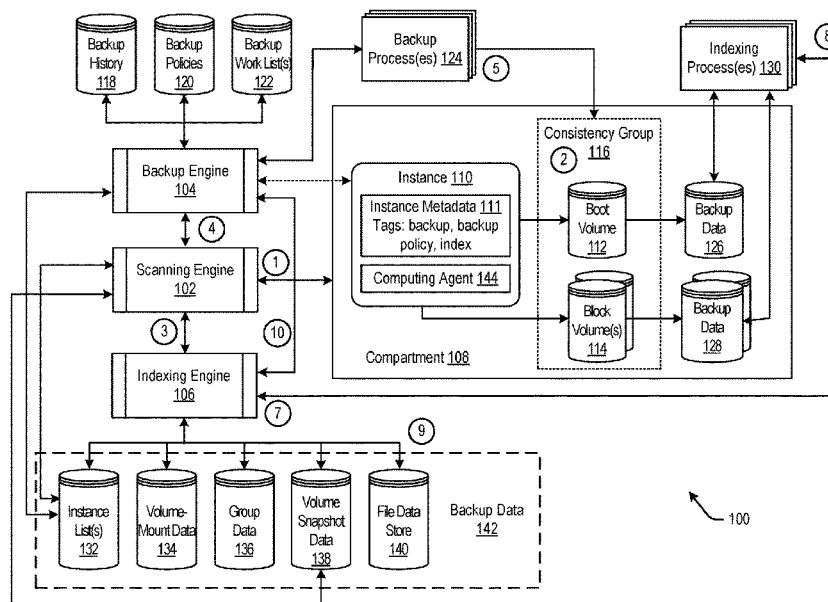 Backup
History
118
Backup
Policies
120
Backup
Work List(s)
122
Backup
Process(es) 124
5
Indexing
Process(es) 130
8
Backup Engine
104
4
Scanning Engine
102
1
3
10
Indexing Engine
106
7
Instance 110
Instance Metadata 111
Tags: backup, backup
policy, index
Computing Agent 144
Consistency Group
2
116
Boot
Volume
112
Block
Volume(s)
114
Backup
Data
126
Backup
Data
128
Compartment 108
9
Instance
List(s)
132
Volume-
Mount Data
134
Group
Data
136
Volume
Snapshot
Data
138
File Data
Store
140
Backup Data
142
100